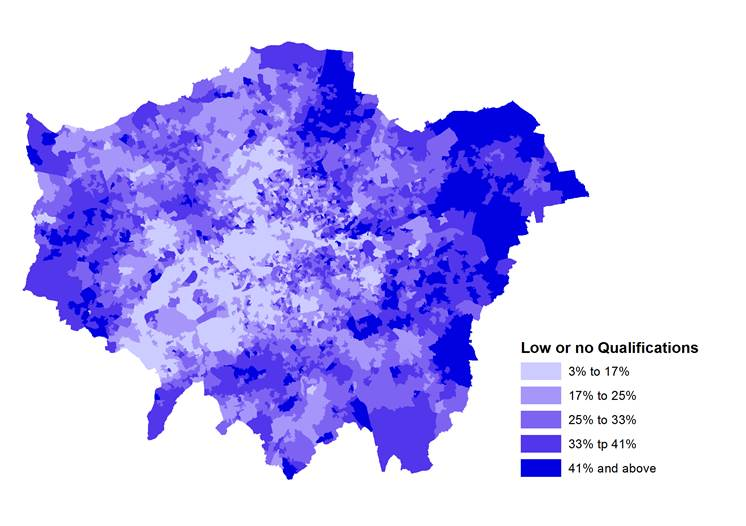 Low or no Qualifications
3% to 17%
17% to 25%
25% to 33%
33% tp 41%
41% and above